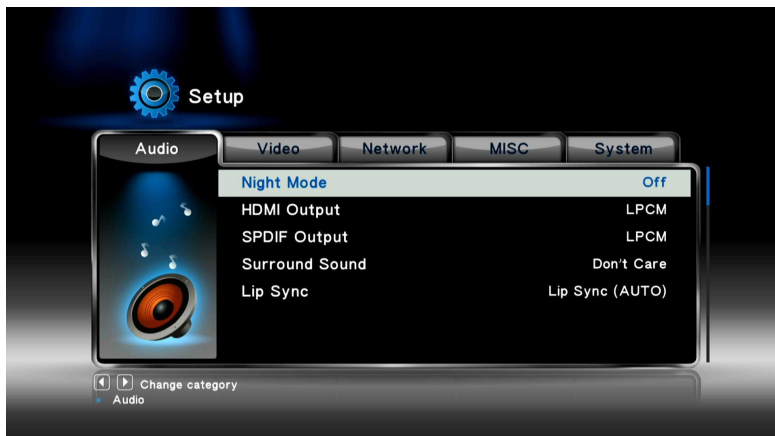 Setup
Audio Video Network MISC System
Night Mode Off
HDMI Output LPCM
SPDIF Output LPCM
Surround Sound Don't Care
Lip Sync Lip Sync (AUTO)
Change category
Audio